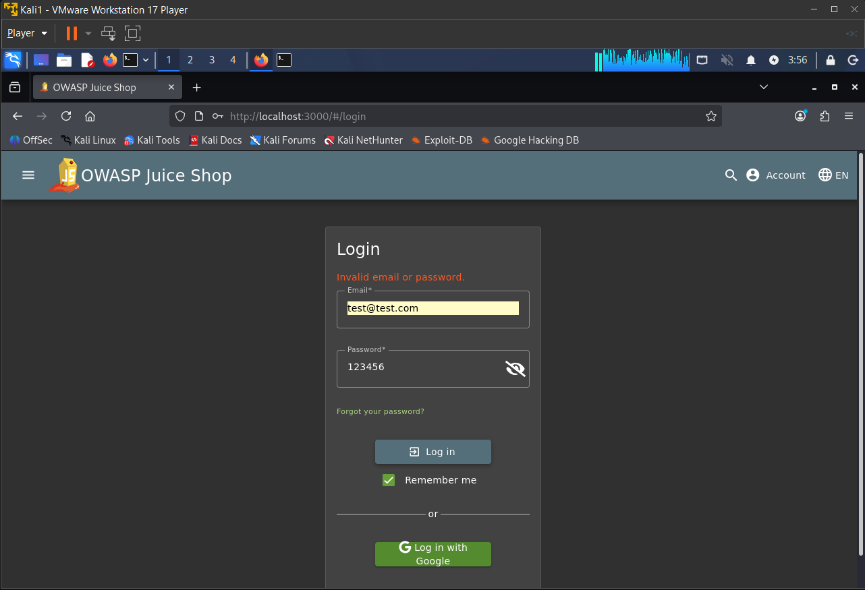 Kali1 - VMware Workstation 17 Player
Player
1 2 3 4 3:56
OWASP Juice Shop
http://localhost:3000/#/login
OffSec Kali Linux Kali Tools Kali Docs Kali Forums Kali NetHunter Exploit-DB Google Hacking DB
OWASP Juice Shop Account EN
Login
Invalid email or password.
Email*
test@test.com
Password*
123456
Forgot your password?
Log in
Remember me
or
Log in with
Google